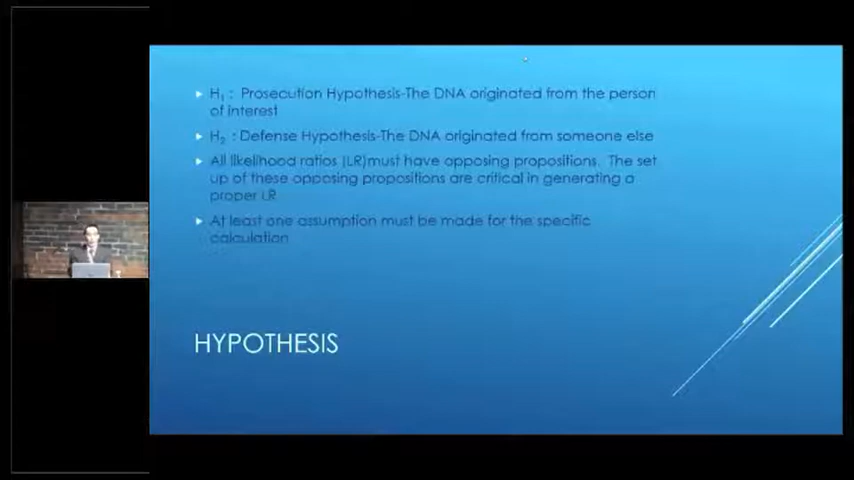 H₁ : Prosecution Hypothesis-The DNA originated from the person
of interest
H₂ : Defense Hypothesis-The DNA originated from someone else
All likelihood ratios (LR)must have opposing propositions. The set
up of these opposing propositions are critical in generating a
proper LR
At least one assumption must be made for the specific
calculation
HYPOTHESIS